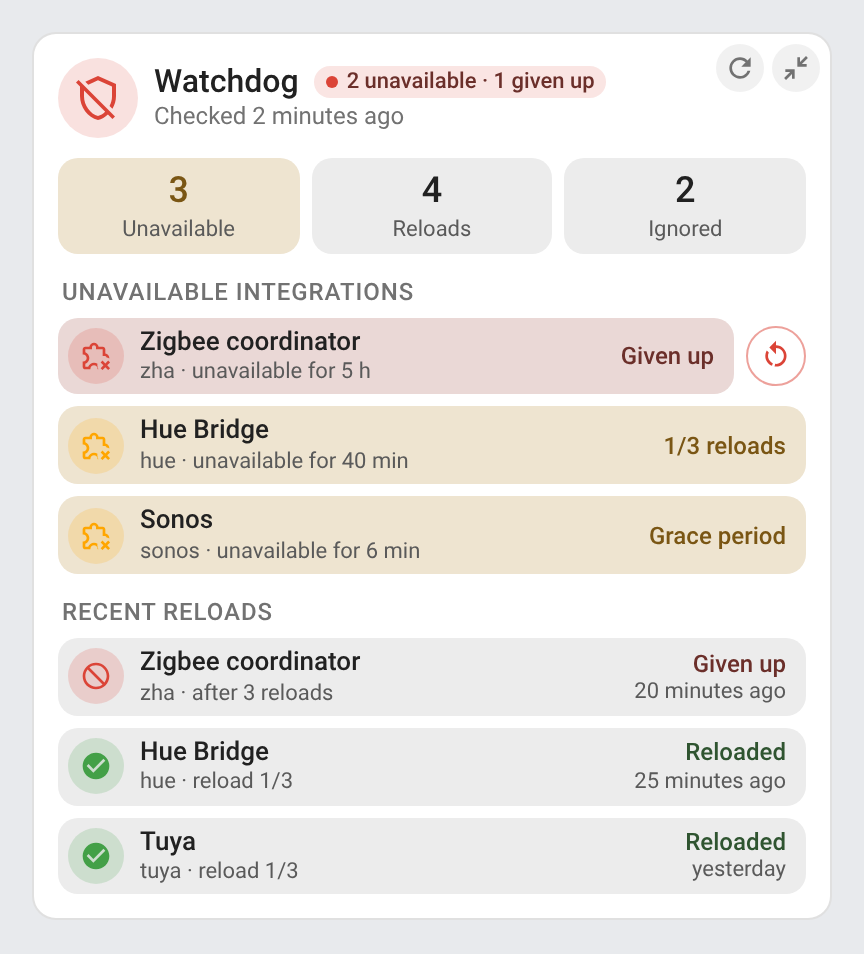 Watchdog
2 unavailable · 1 given up
Checked 2 minutes ago
3
Unavailable
4
Reloads
2
Ignored
UNAVAILABLE INTEGRATIONS
Zigbee coordinator
zha · unavailable for 5 h
Given up
Hue Bridge
hue · unavailable for 40 min
1/3 reloads
Sonos
sonos · unavailable for 6 min
Grace period
RECENT RELOADS
Zigbee coordinator
zha · after 3 reloads
Given up
20 minutes ago
Hue Bridge
hue · reload 1/3
Reloaded
25 minutes ago
Tuya
tuya · reload 1/3
Reloaded
yesterday